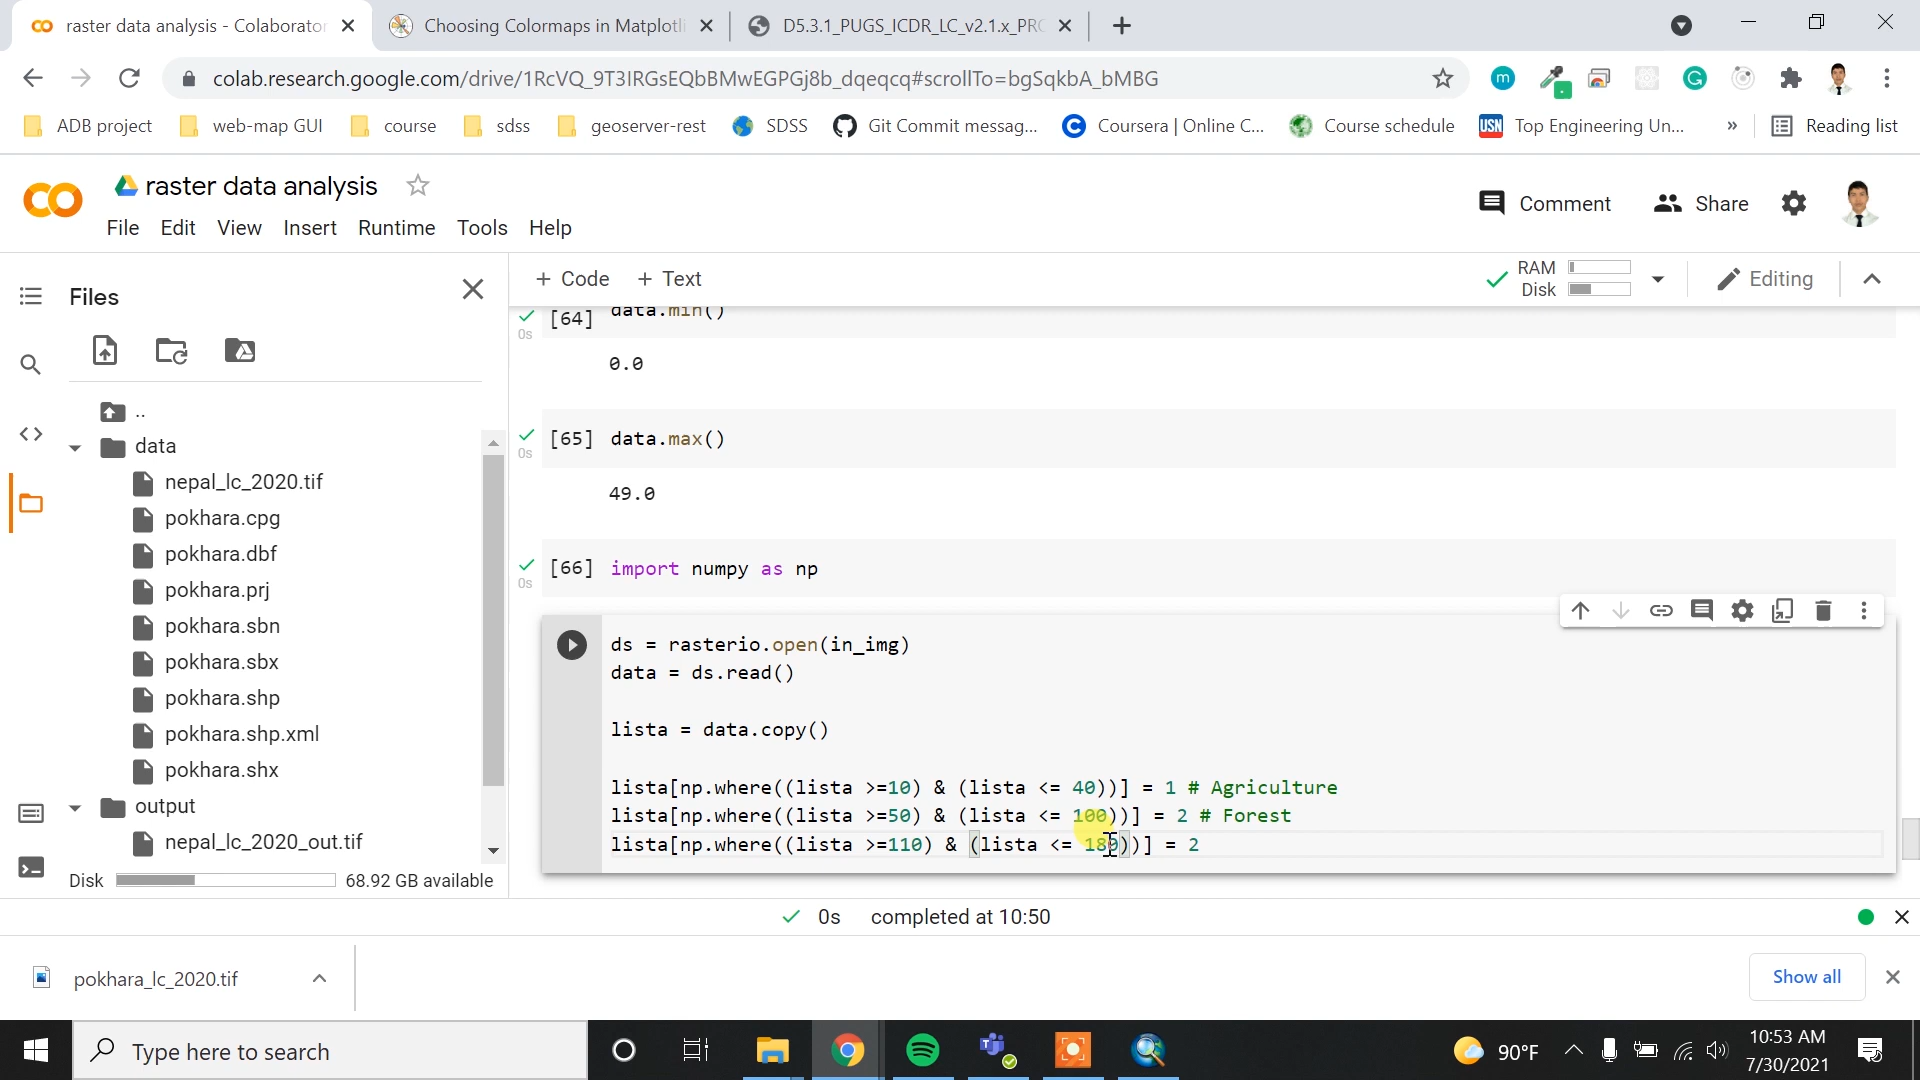 raster data analysis - Colaborator
Choosing Colormaps in Matplotli
D5.3.1_PUGS_ICDR_LC_v2.1.x_PRO
colab.research.google.com/drive/1RcVQ_9T3IRGsEQbBMwEGPGj8b_dqeqcq#scrollTo=bgSqkbA_bMBG
m
ADB project
web-map GUI
course
sdss
geoserver-rest
SDSS
Git Commit messag...
Coursera | Online C...
Course schedule
USN
Top Engineering Un...
»
Reading list
raster data analysis
File Edit View Insert Runtime Tools Help
Comment
Share
Files
+ Code + Text
RAM
Disk
Editing
..
data
nepal_lc_2020.tif
pokhara.cpg
pokhara.dbf
pokhara.prj
pokhara.sbn
pokhara.sbx
pokhara.shp
pokhara.shp.xml
pokhara.shx
output
nepal_lc_2020_out.tif
Disk 68.92 GB available
0s [64] data.min()
0.0
0s [65] data.max()
49.0
0s [66] import numpy as np
ds = rasterio.open(in_img)
data = ds.read()
lista = data.copy()
lista[np.where((lista >=10) & (lista <= 40))] = 1 # Agriculture
lista[np.where((lista >=50) & (lista <= 100))] = 2 # Forest
lista[np.where((lista >=110) & (lista <= 180))] = 2
0s completed at 10:50
pokhara_lc_2020.tif
Show all
Type here to search
90°F
10:53 AM
7/30/2021